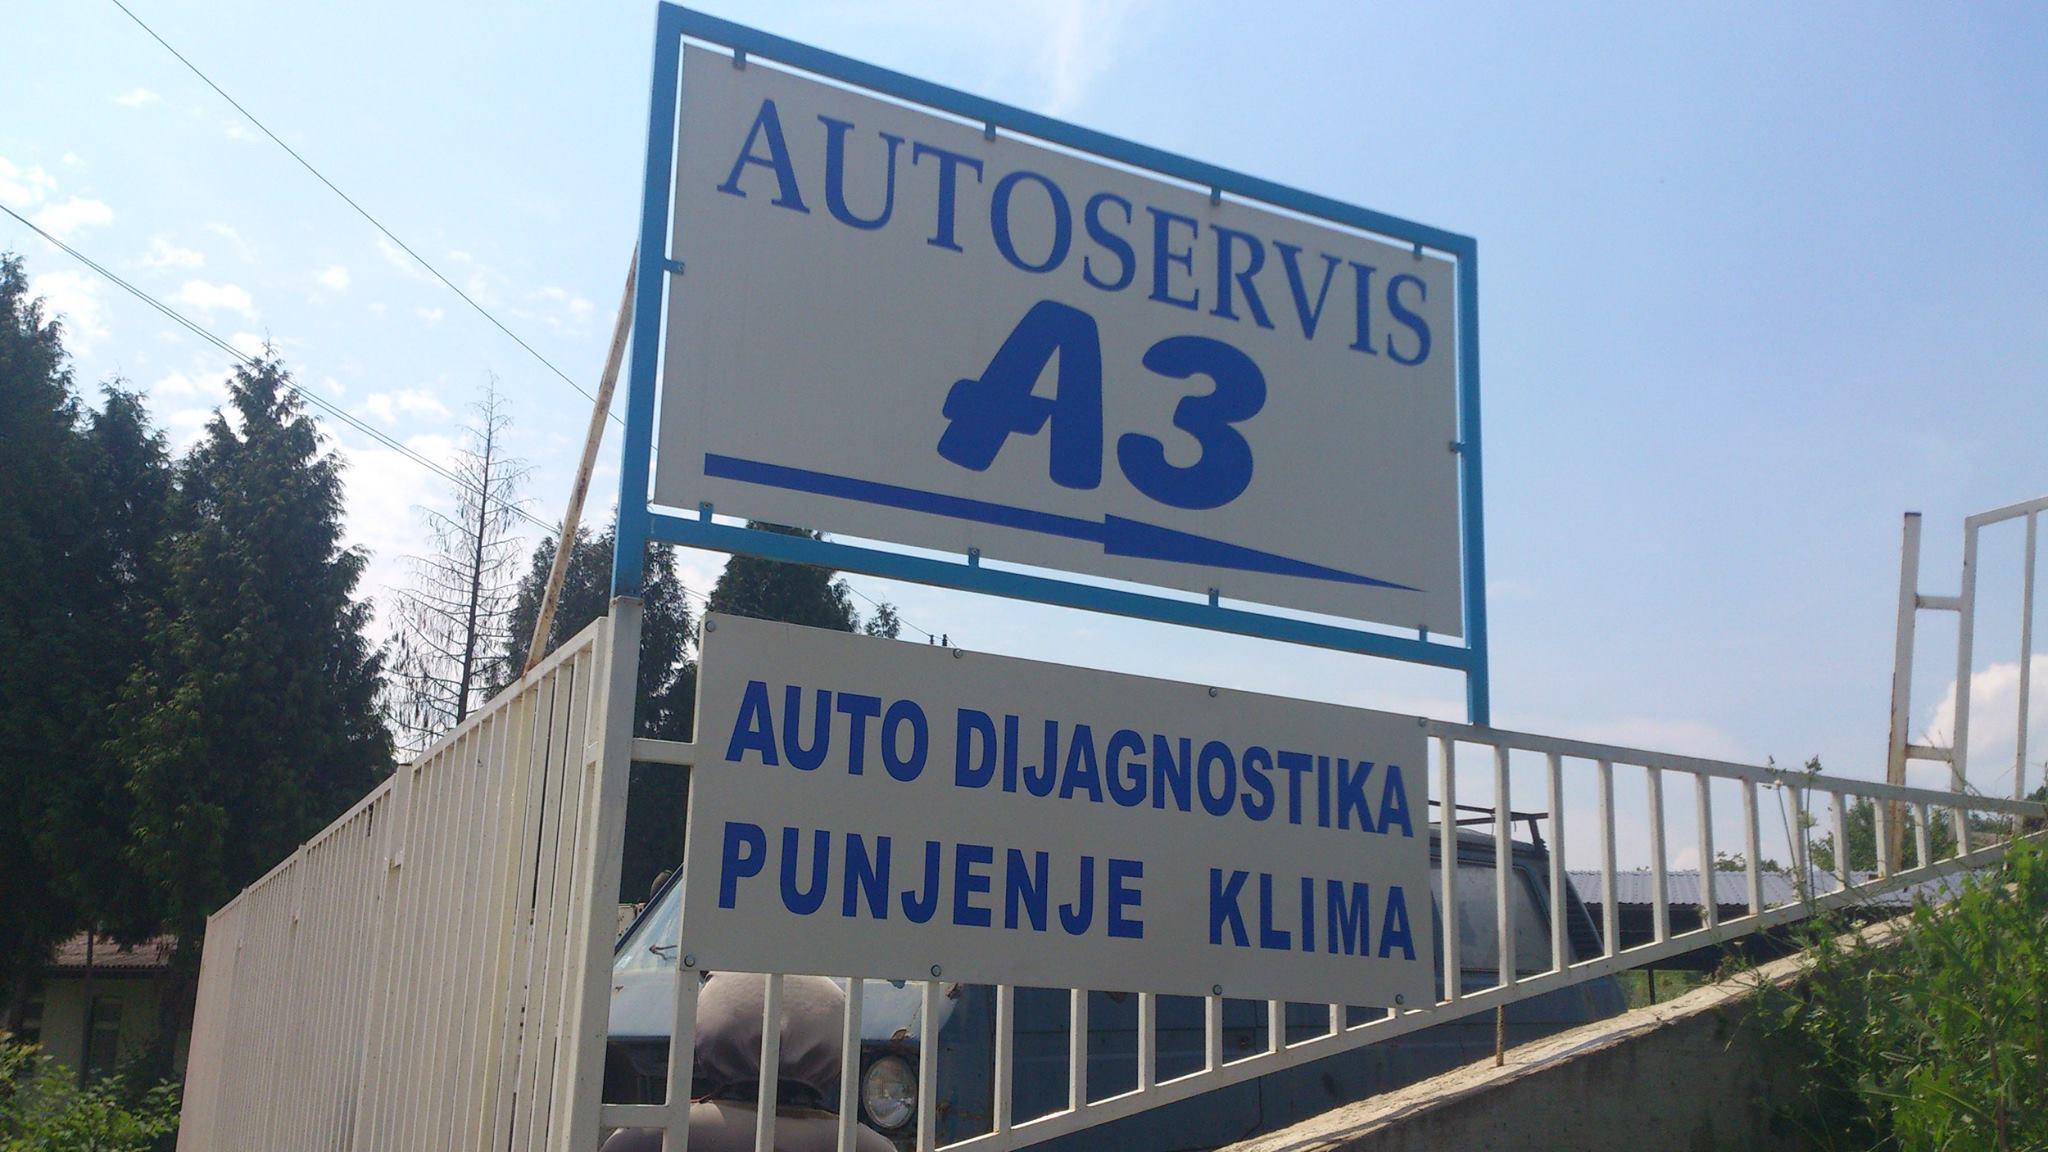 AUTOSERVIS
A3
AUTO DIJAGNOSTIKA
PUNJENJE KLIMA